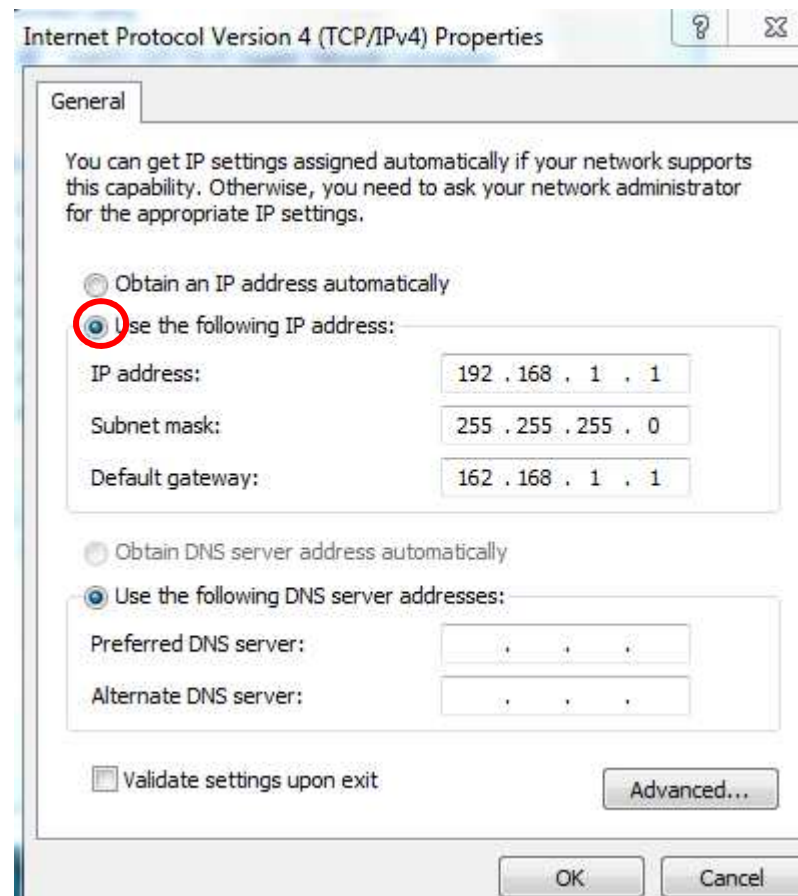 Internet Protocol Version 4 (TCP/IPv4) Properties
?
General
You can get IP settings assigned automatically if your network supports
this capability. Otherwise, you need to ask your network administrator
for the appropriate IP settings.
Obtain an IP address automatically
Use the following IP address:
IP address: 192 . 168 . 1 . 1
Subnet mask: 255 . 255 . 255 . 0
Default gateway: 162 . 168 . 1 . 1
Obtain DNS server address automatically
Use the following DNS server addresses:
Preferred DNS server: . . .
Alternate DNS server: . . .
Validate settings upon exit
Advanced...
OK Cancel